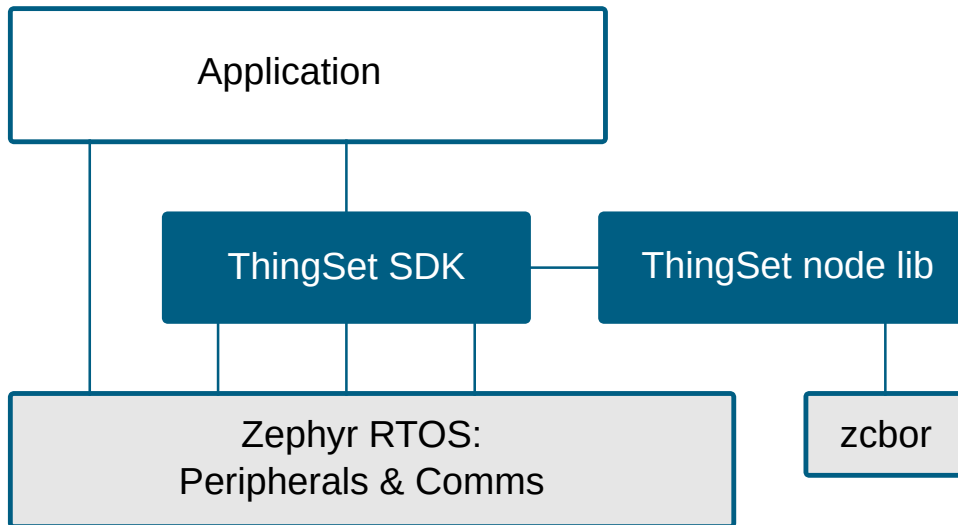 Application
ThingSet SDK
ThingSet node lib
Zephyr RTOS:
Peripherals & Comms
zcbor